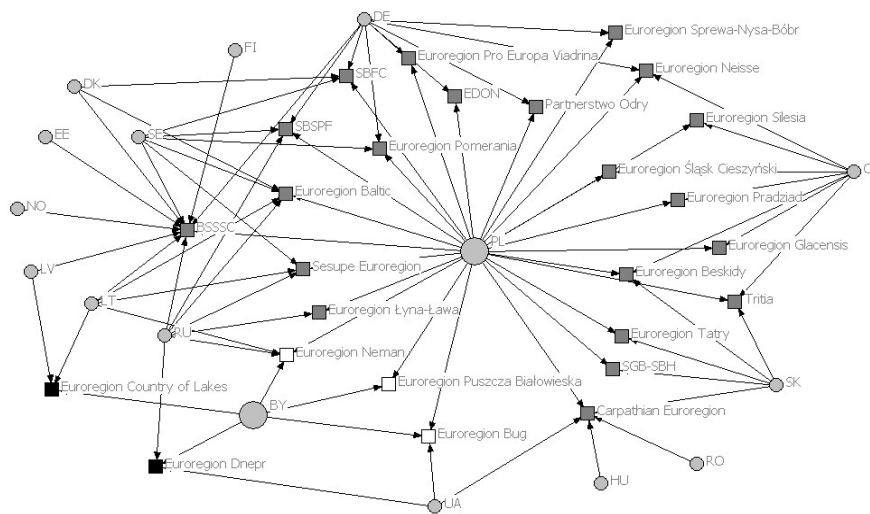 DE
Euroregion Sprewa-Nysa-Bóbr
FI
Euroregion Pro Europa Viadrina
Euroregion Neisse
SBFC
DK
EDON
Partnerstwo Odry
Euroregion Silesia
SBSPF
EE
SE
Euroregion Pomerania
Euroregion Śląsk Cieszyński
Euroregion Baltic
Euroregion Pradziad
NO
BSSSC
PL
Euroregion Glacensis
Sesupe Euroregion
LV
Euroregion Beskidy
LT
Tritia
Euroregion Łyna-Ława
RU
Euroregion Tatry
Euroregion Neman
SGB-SBH
Euroregion Country of Lakes
Euroregion Puszcza Białowieska
SK
BY
Carpathian Euroregion
Euroregion Bug
Euroregion Dnepr
RO
HU
UA